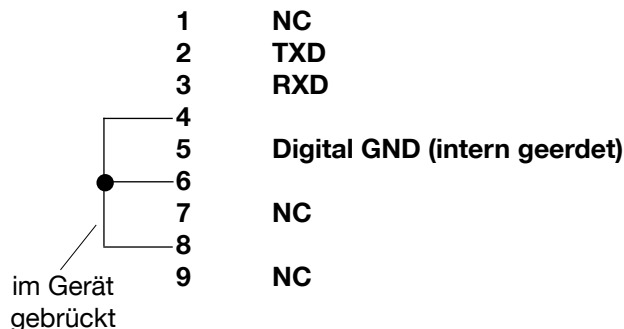 1 NC
2 TXD
3 RXD
4
5 Digital GND (intern geerdet)
6
7 NC
8
9 NC
im Gerät
gebrückt